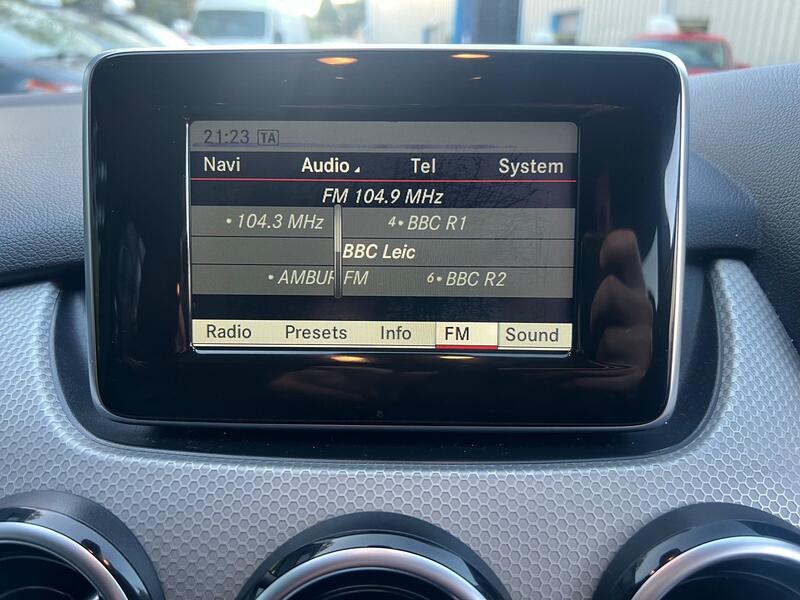 21:23 TA
Navi Audio Tel System
FM 104.9 MHz
• 104.3 MHz 4• BBC R1
BBC Leic
• AMBUR FM 6• BBC R2
Radio Presets Info FM Sound